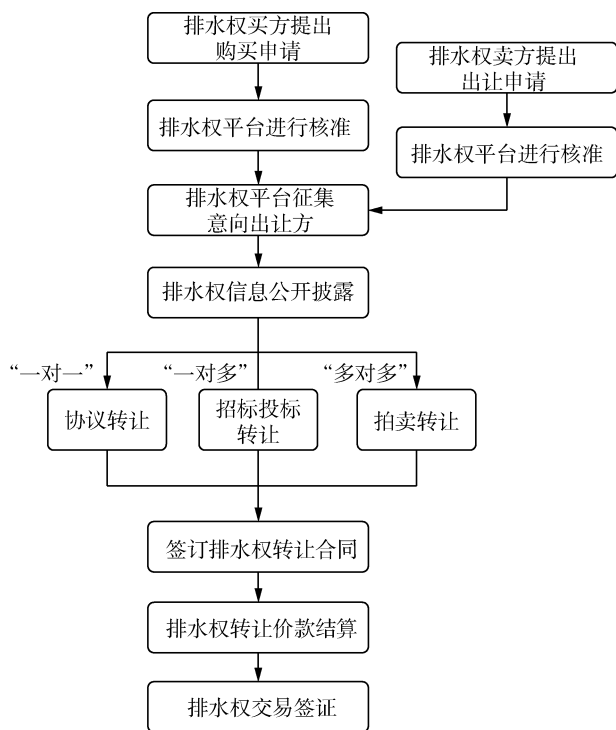 排水权买方提出
购买申请
排水权卖方提出
出让申请
排水权平台进行核准
排水权平台进行核准
排水权平台征集
意向出让方
排水权信息公开披露
“一对一”
“一对多”
“多对多”
协议转让
招标投标
转让
拍卖转让
签订排水权转让合同
排水权转让价款结算
排水权交易签证